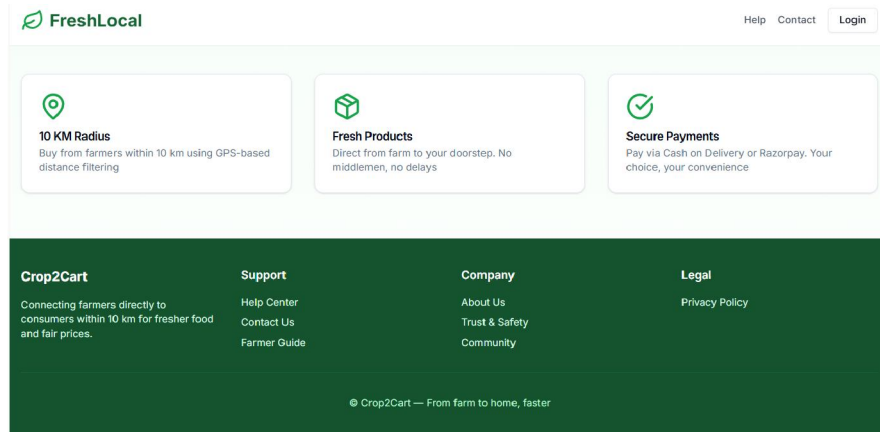 FreshLocal
Help Contact Login
10 KM Radius
Buy from farmers within 10 km using GPS-based
distance filtering
Fresh Products
Direct from farm to your doorstep. No
middlemen, no delays
Secure Payments
Pay via Cash on Delivery or Razorpay. Your
choice, your convenience
Crop2Cart
Connecting farmers directly to
consumers within 10 km for fresher food
and fair prices.
Support
Help Center
Contact Us
Farmer Guide
Company
About Us
Trust & Safety
Community
Legal
Privacy Policy
© Crop2Cart — From farm to home, faster